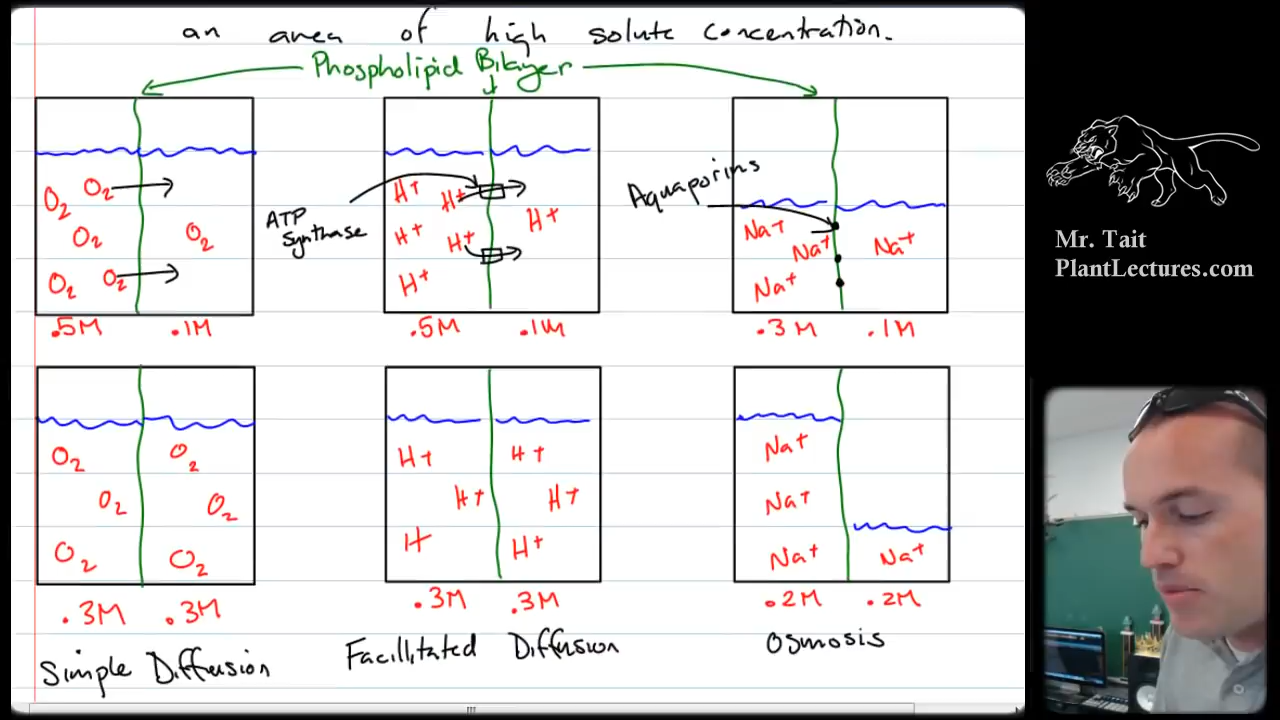 an area of high solute concentration.
Phospholipid Bilayer
O2 O2
O2 O2
O2 O2
.5M .1M
ATP
Synthase
H+ H+
H+ H+ H+
H+
.5M .1M
Aquaporins
Na+
Na+ Na+
Na+
.3M .1M
O2 O2
O2 O2
O2 O2
.3M .3M
Simple Diffusion
H+ H+
H+ H+
H H+
.3M .3M
Facillitated Diffusion
Na+
Na+
Na+ Na+
.2M .2M
Osmosis
Mr. Tait
PlantLectures.com